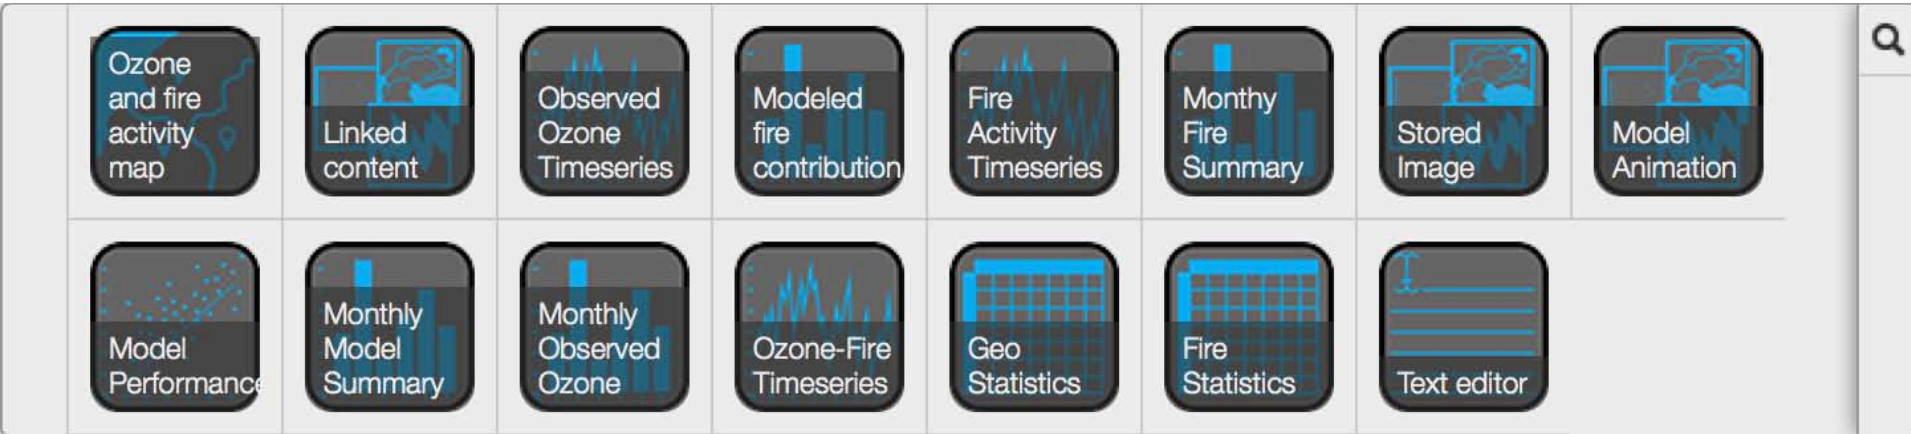 Ozone
and fire
activity
map
Linked
content
Observed
Ozone
Timeseries
Modeled
fire
contribution
Fire
Activity
Timeseries
Monthy
Fire
Summary
Stored
Image
Model
Animation
Model
Performance
Monthly
Model
Summary
Monthly
Observed
Ozone
Ozone-Fire
Timeseries
Geo
Statistics
Fire
Statistics
Text editor